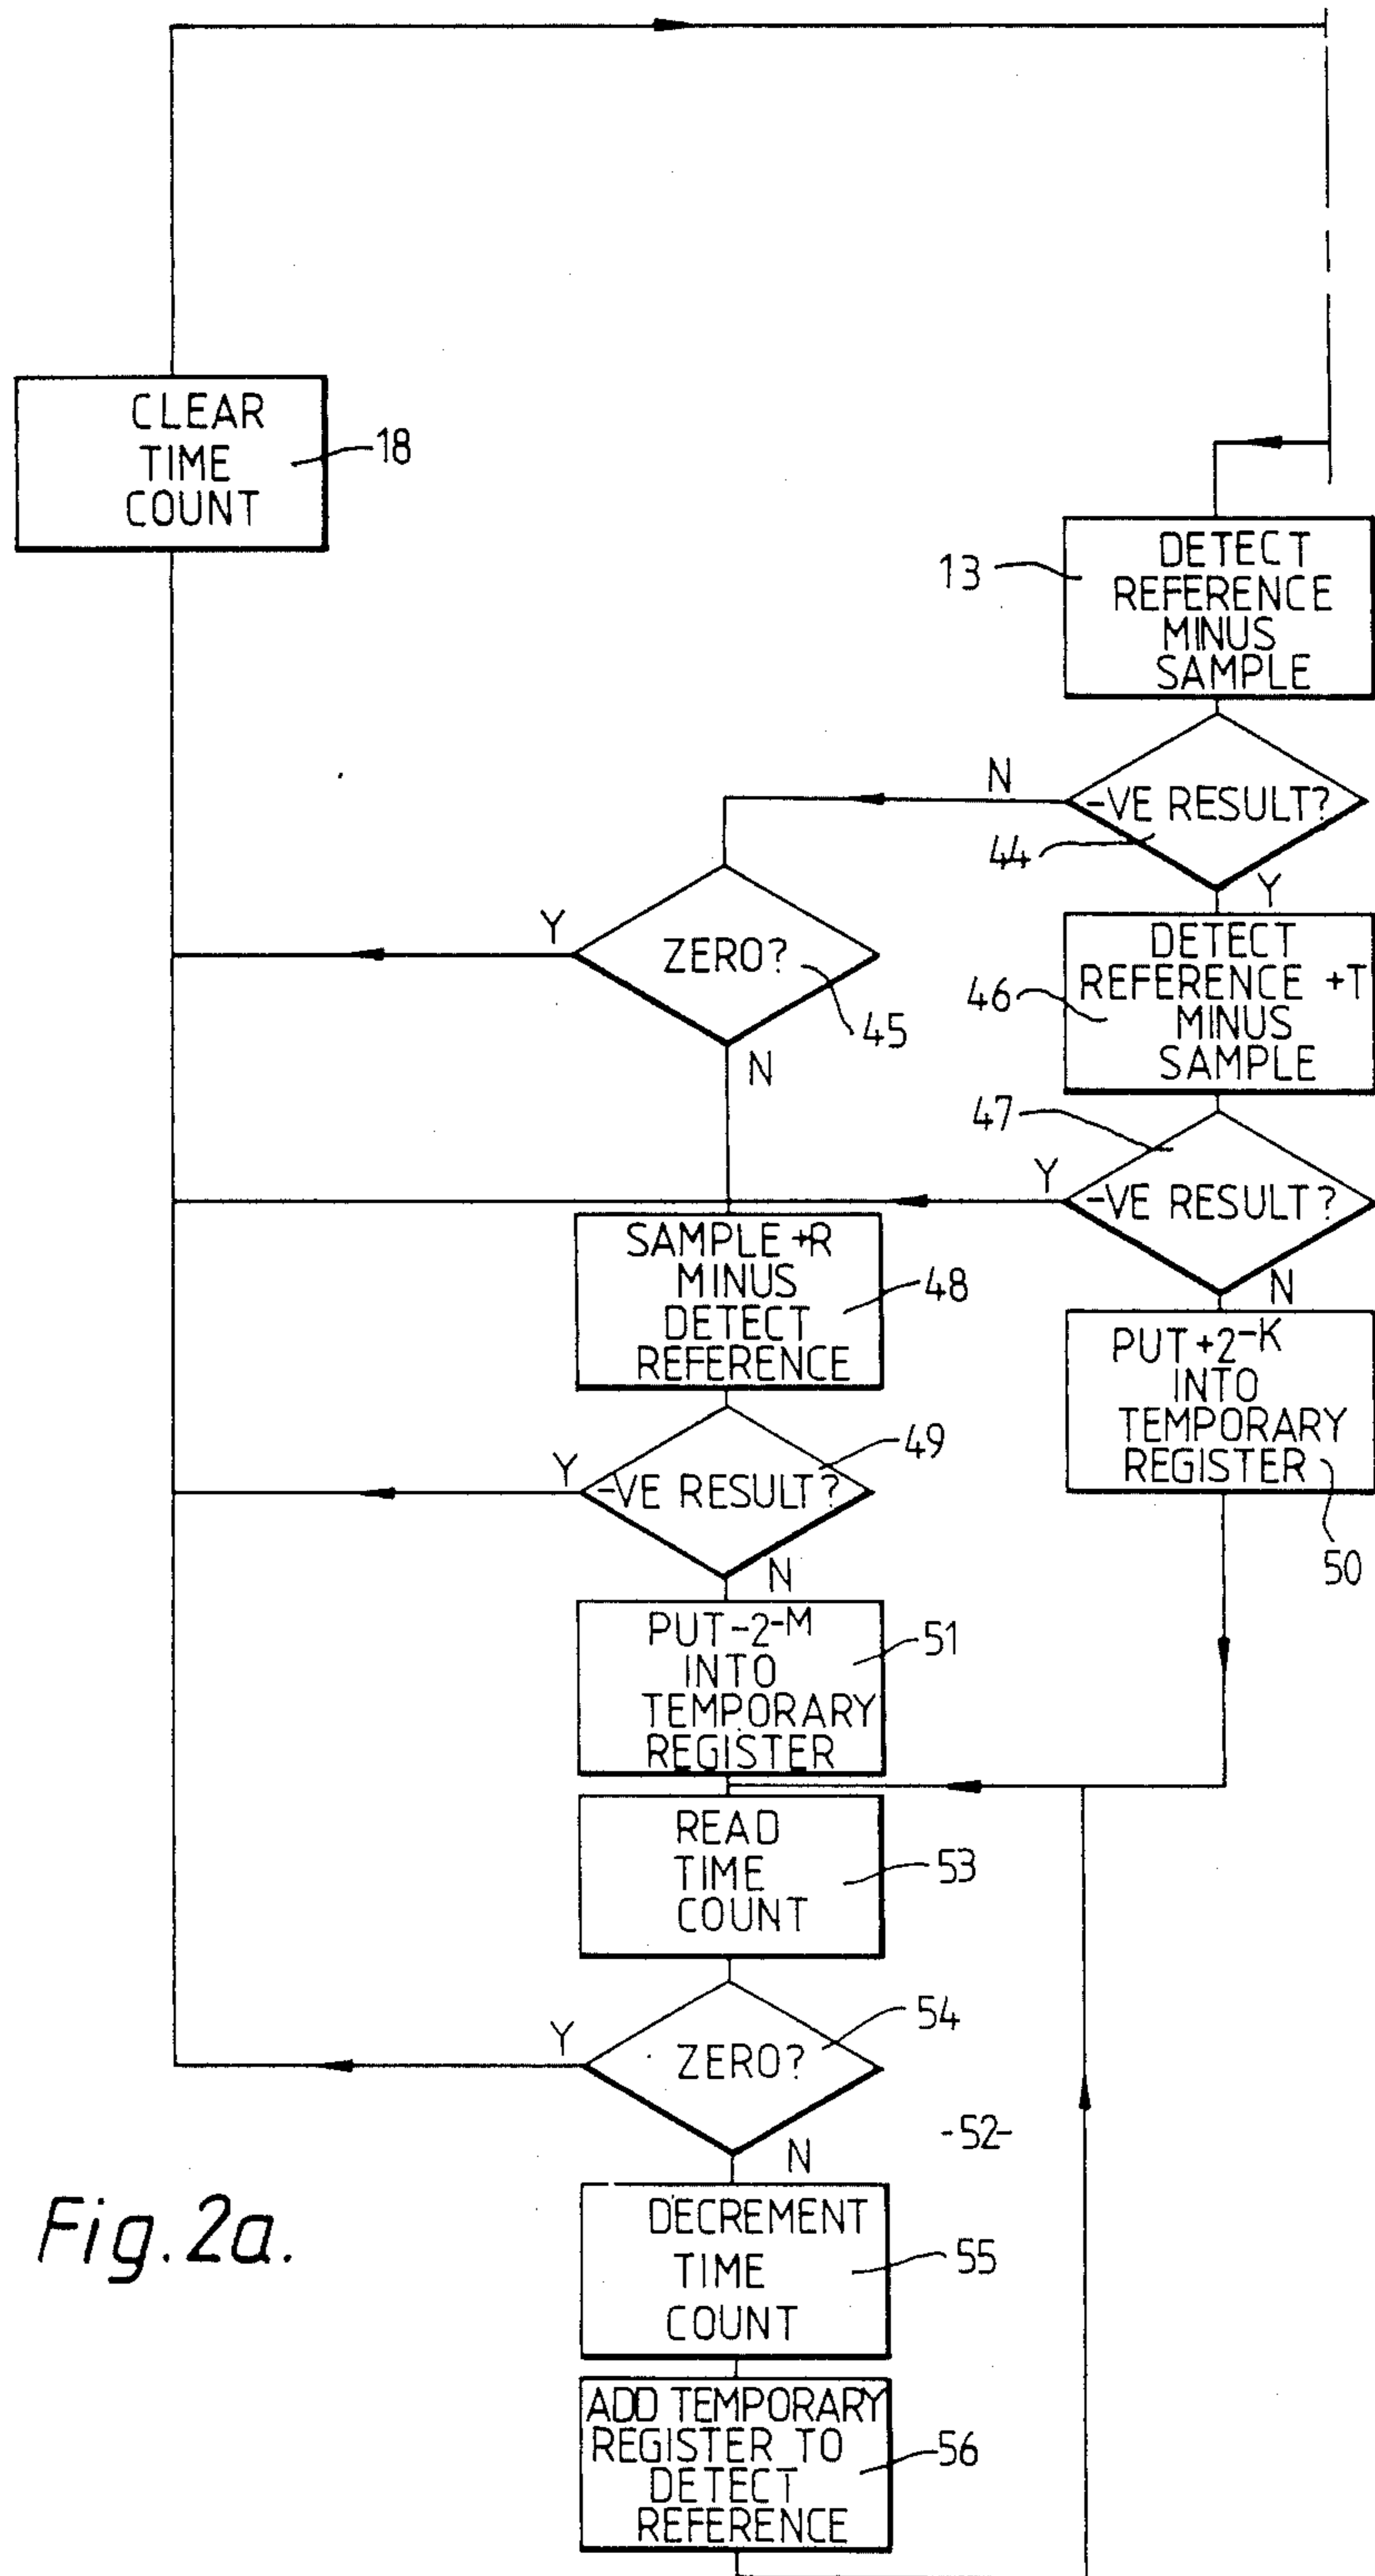 CLEAR
TIME
COUNT
18
13
DETECT
REFERENCE
MINUS
SAMPLE
N
-VE RESULT?
44
Y
Y
ZERO?
45
N
46
DETECT
REFERENCE +T
MINUS
SAMPLE
47
Y
-VE RESULT?
N
SAMPLE +R
MINUS
DETECT
REFERENCE
48
PUT +2-K
INTO
TEMPORARY
REGISTER
50
Y
-VE RESULT?
49
N
PUT -2-M
INTO
TEMPORARY
REGISTER
51
READ
TIME
COUNT
53
Y
ZERO?
54
N
-52-
DECREMENT
TIME
COUNT
55
ADD TEMPORARY
REGISTER TO
DETECT
REFERENCE
56
Fig.2a.